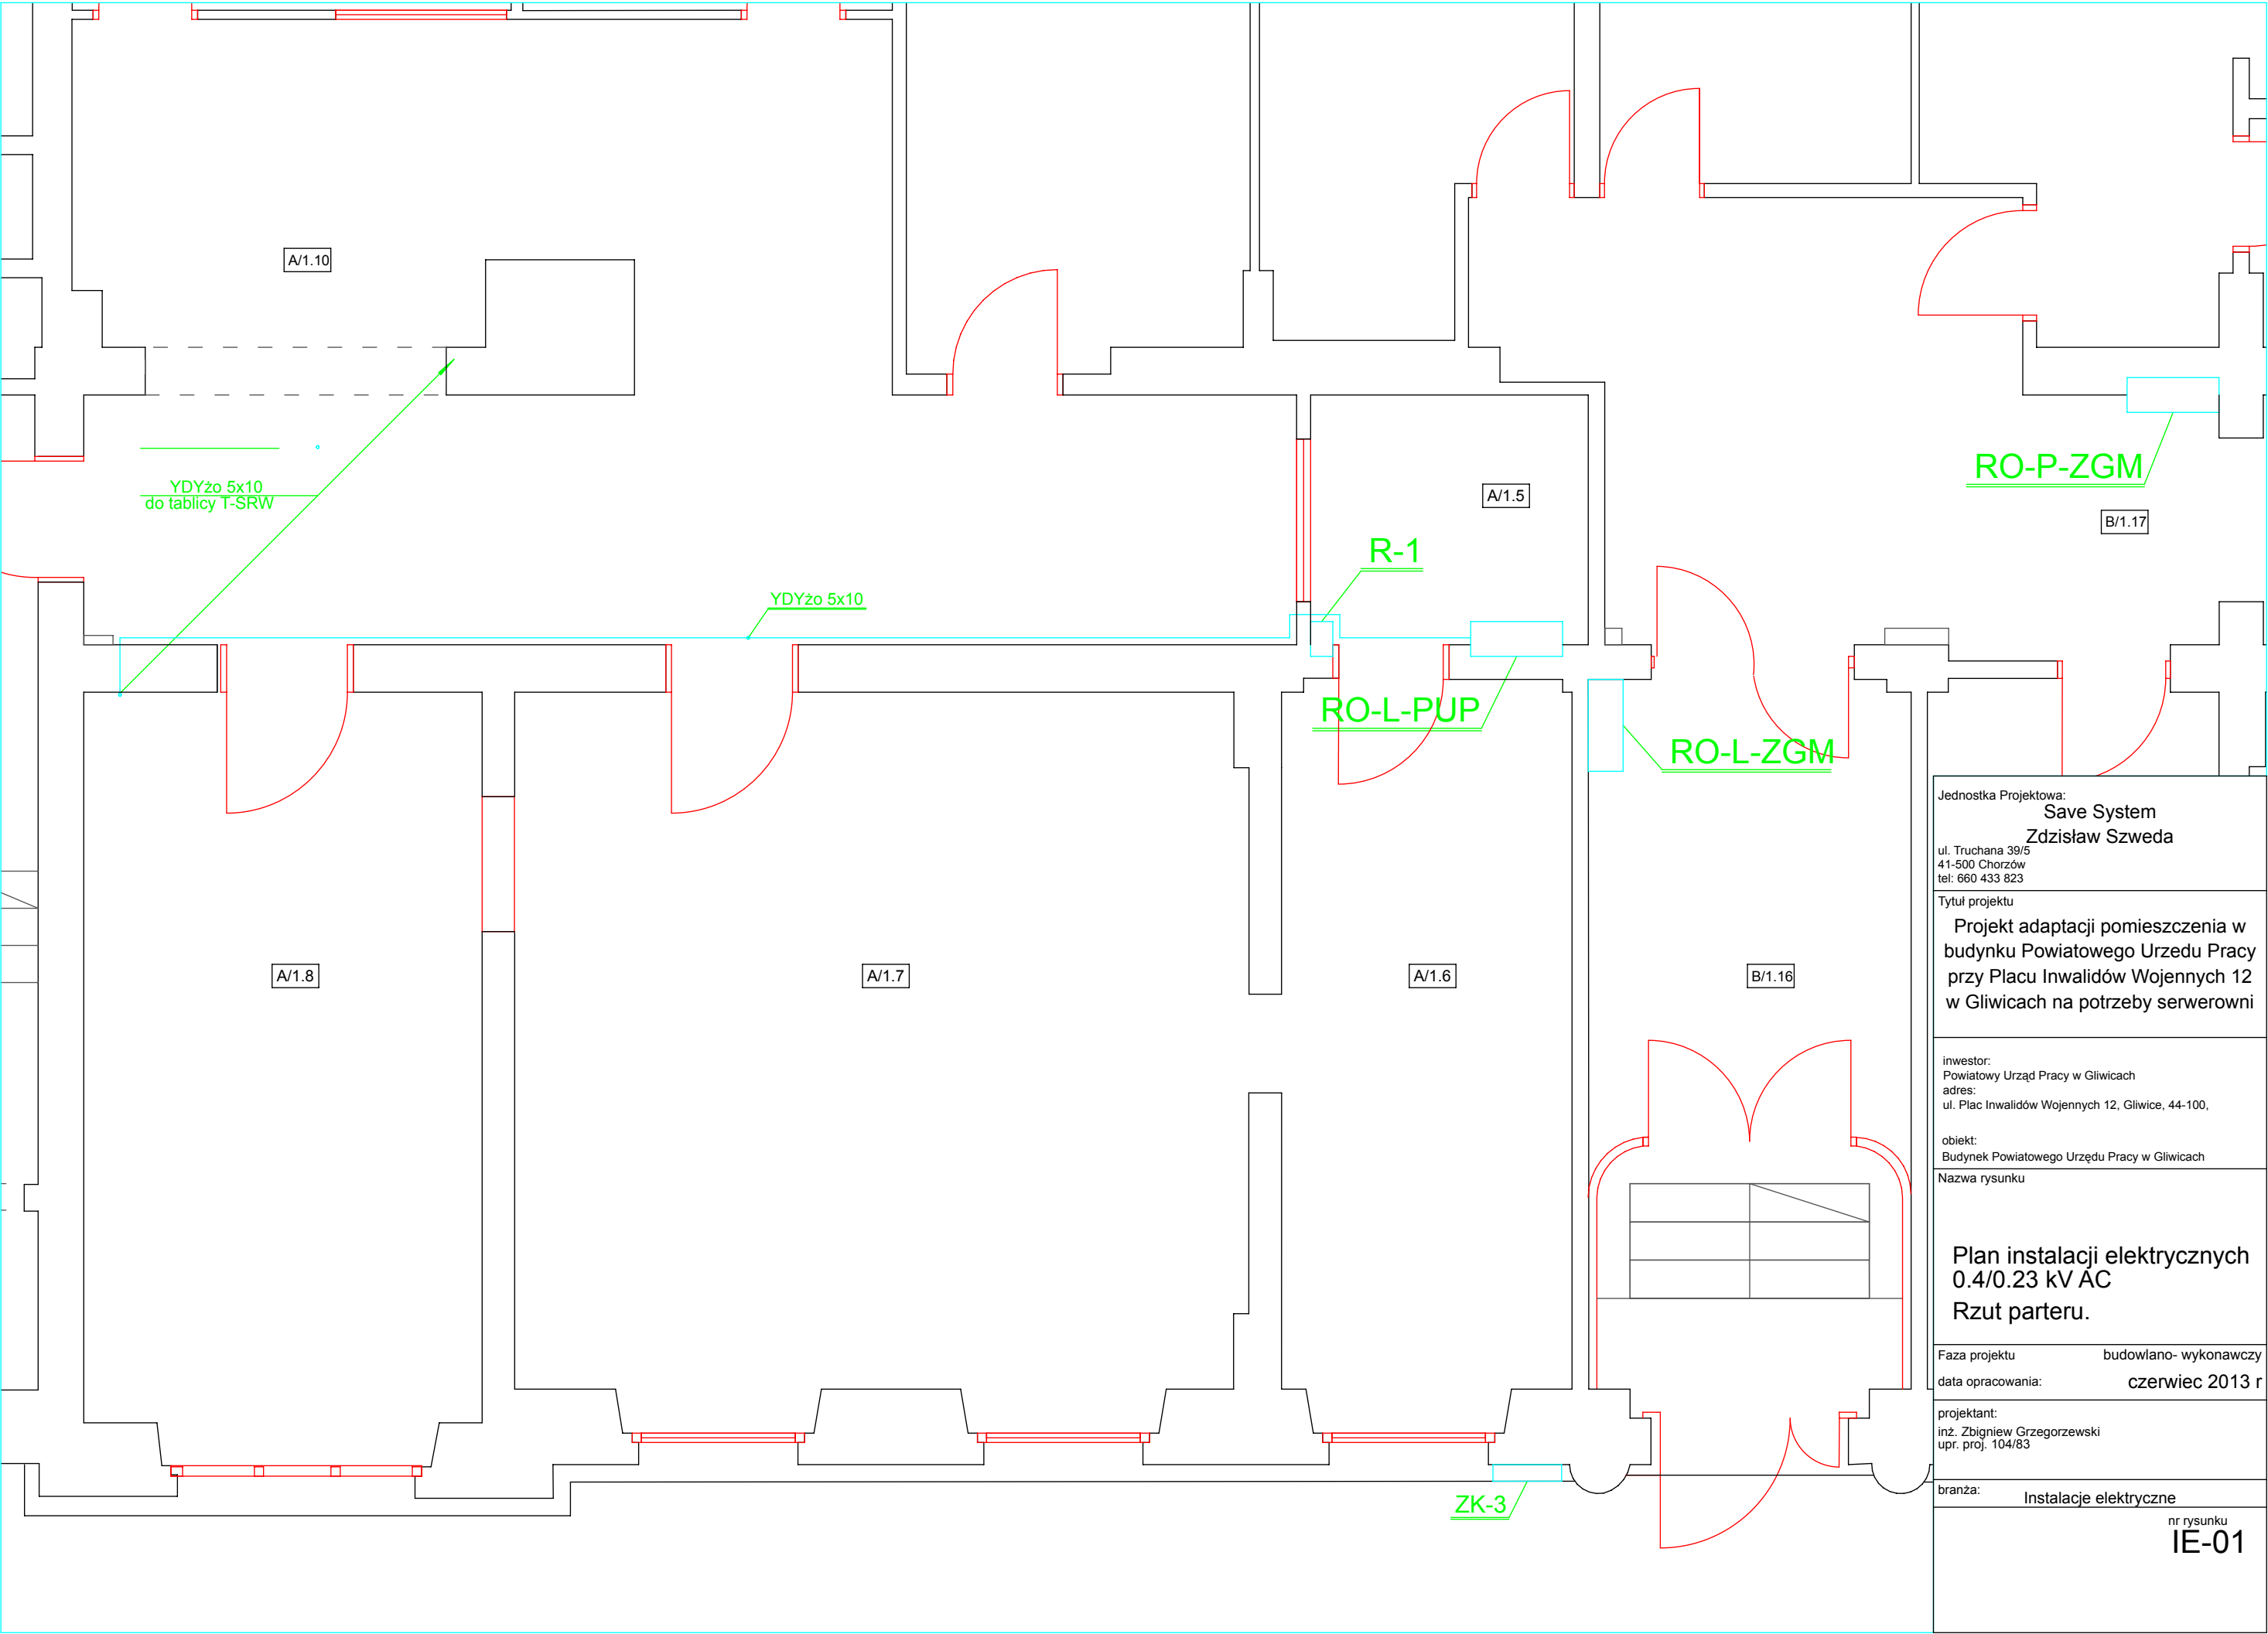 A/1.10
YDYżo 5x10
do tablicy T-SRW
YDYżo 5x10
A/1.5
R-1
RO-P-ZGM
B/1.17
RO-L-PUP
RO-L-ZGM
A/1.8
A/1.7
A/1.6
B/1.16
ZK-3
Jednostka Projektowa:
Save System
Zdzisław Szweda
ul. Truchana 39/5
41-500 Chorzów
tel: 660 433 823
Tytuł projektu
Projekt adaptacji pomieszczenia w
budynku Powiatowego Urzedu Pracy
przy Placu Inwalidów Wojennych 12
w Gliwicach na potrzeby serwerowni
inwestor:
Powiatowy Urząd Pracy w Gliwicach
adres:
ul. Plac Inwalidów Wojennych 12, Gliwice, 44-100,
obiekt:
Budynek Powiatowego Urzędu Pracy w Gliwicach
Nazwa rysunku
Plan instalacji elektrycznych
0.4/0.23 kV AC
Rzut parteru.
Faza projektu budowlano- wykonawczy
data opracowania: czerwiec 2013 r
projektant:
inż. Zbigniew Grzegorzewski
upr. proj. 104/83
branża: Instalacje elektryczne
nr rysunku
IE-01